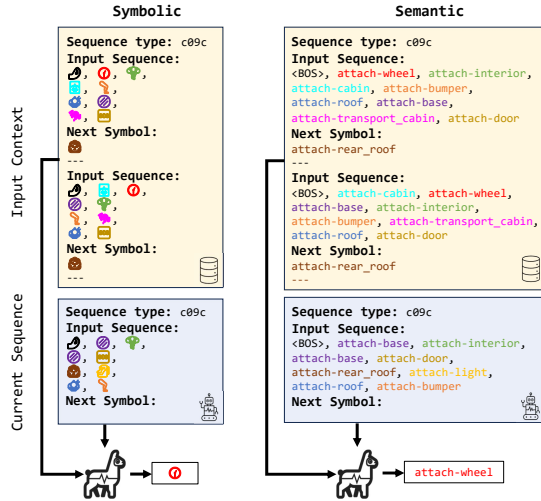 Symbolic
Semantic
Input Context
Current Sequence
Sequence type: c09c
Input Sequence:
, , ,
, ,
, ,
,
Next Symbol:
---
Input Sequence:
, , ,
, ,
, ,
,
Next Symbol:
---
Sequence type: c09c
Input Sequence:
, , ,
, ,
, ,
,
Next Symbol:
Sequence type: c09c
Input Sequence:
<BOS>, attach-wheel, attach-interior,
attach-cabin, attach-bumper,
attach-roof, attach-base,
attach-transport_cabin, attach-door
Next Symbol:
attach-rear_roof
---
Input Sequence:
<BOS>, attach-cabin, attach-wheel,
attach-base, attach-interior,
attach-bumper, attach-transport_cabin,
attach-roof, attach-door
Next Symbol:
attach-rear_roof
---
Sequence type: c09c
Input Sequence:
<BOS>, attach-base, attach-interior,
attach-base, attach-door,
attach-rear_roof, attach-light,
attach-roof, attach-bumper
Next Symbol:
attach-wheel